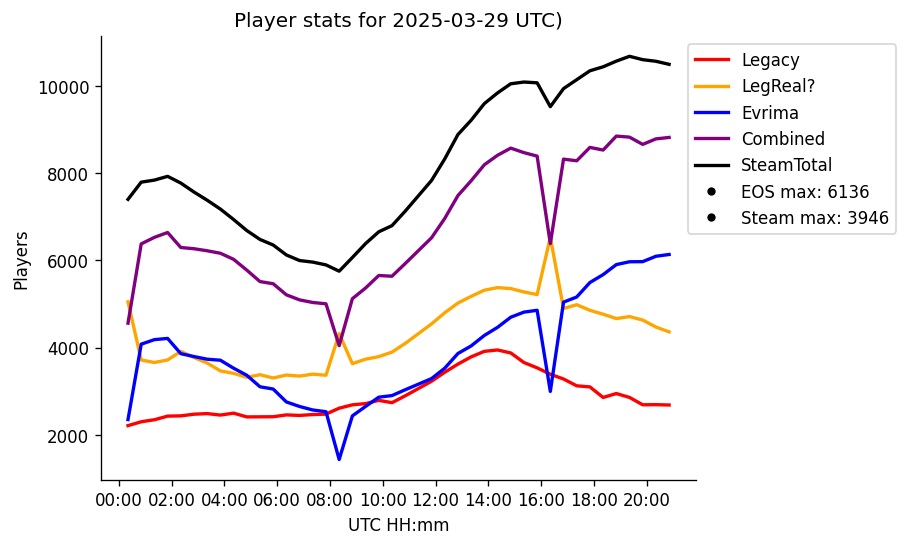 Player stats for 2025-03-29 UTC)
Legacy
LegReal?
Evrima
Combined
SteamTotal
EOS max: 6136
Steam max: 3946
Players
10000
8000
6000
4000
2000
00:00 02:00 04:00 06:00 08:00 10:00 12:00 14:00 16:00 18:00 20:00
UTC HH:mm